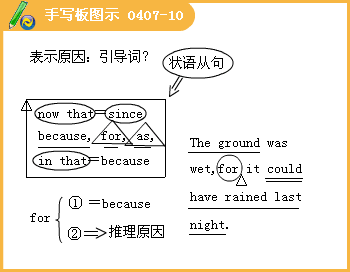 手写板图示 0407-10
表示原因：引导词？
状语从句
now that=since
because, for, as,
in that=because
The ground was
wet,for it could
have rained last
night.
for
① =because
② ⇒推理原因